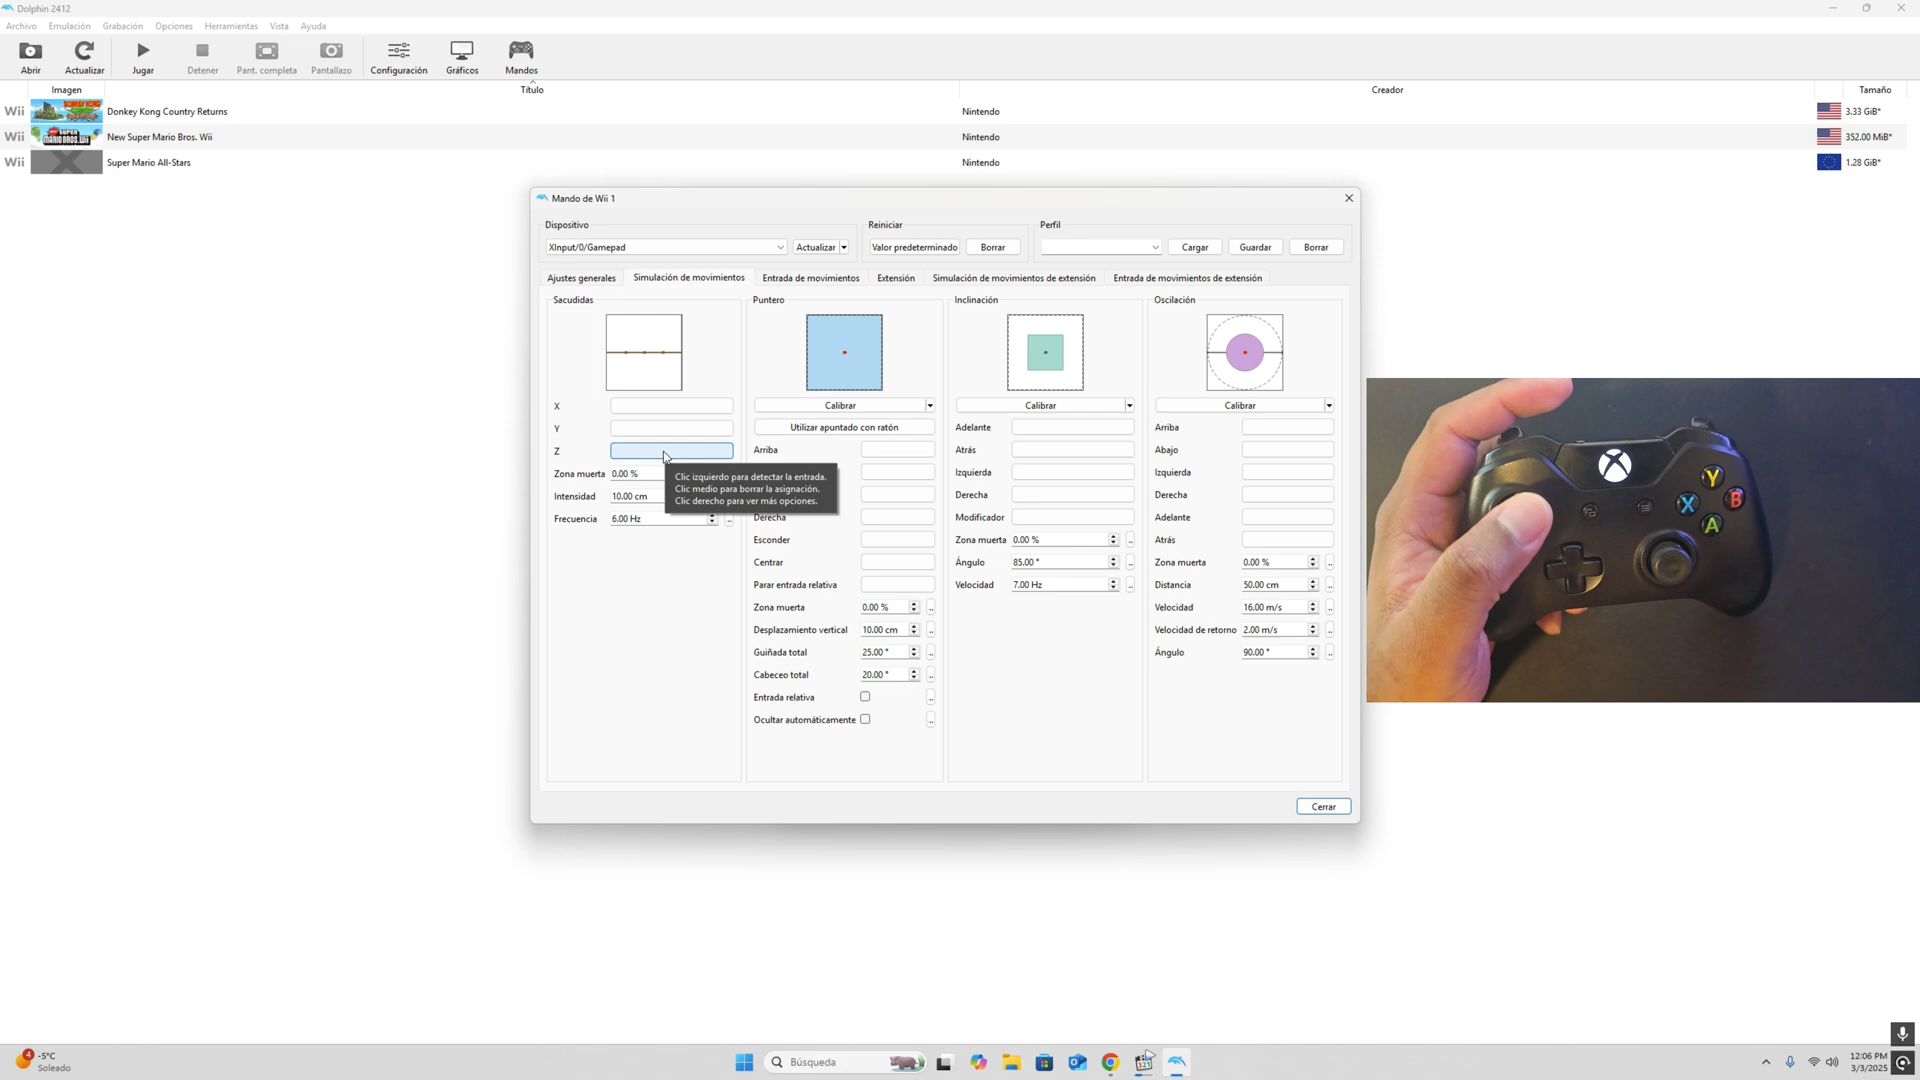 Dolphin 2412
Archivo Emulación Grabación Opciones Herramientas Vista Ayuda
Abrir Actualizar Jugar Detener Pant. completa Pantallazo Configuración Gráficos Mandos
Imagen Título Creador Tamaño
Wii Donkey Kong Country Returns Nintendo 3.33 GiB*
Wii New Super Mario Bros. Wii Nintendo 352.00 MiB*
Wii Super Mario All-Stars Nintendo 1.28 GiB*
Mando de Wii 1
Dispositivo Reiniciar Perfil
XInput/0/Gamepad Actualizar Valor predeterminado Borrar Cargar Guardar Borrar
Ajustes generales Simulación de movimientos Entrada de movimientos Extensión Simulación de movimientos de extensión Entrada de movimientos de extensión
Sacudidas
X
Y
Z
Zona muerta 0.00 %
Intensidad 10.00 cm
Frecuencia 6.00 Hz
Clic izquierdo para detectar la entrada.
Clic medio para borrar la asignación.
Clic derecho para ver más opciones.
Puntero
Calibrar
Utilizar apuntado con ratón
Arriba
Derecha
Esconder
Centrar
Parar entrada relativa
Zona muerta 0.00 %
Desplazamiento vertical 10.00 cm
Guiñada total 25.00 °
Cabeceo total 20.00 °
Entrada relativa
Ocultar automáticamente
Inclinación
Calibrar
Adelante
Atrás
Izquierda
Derecha
Modificador
Zona muerta 0.00 %
Ángulo 85.00 °
Velocidad 7.00 Hz
Oscilación
Calibrar
Arriba
Abajo
Izquierda
Derecha
Adelante
Atrás
Zona muerta 0.00 %
Distancia 50.00 cm
Velocidad 16.00 m/s
Velocidad de retorno 2.00 m/s
Ángulo 90.00 °
Cerrar
Y
X B
A
4 -5°C
Soleado
Búsqueda
12:06 PM
3/3/2025